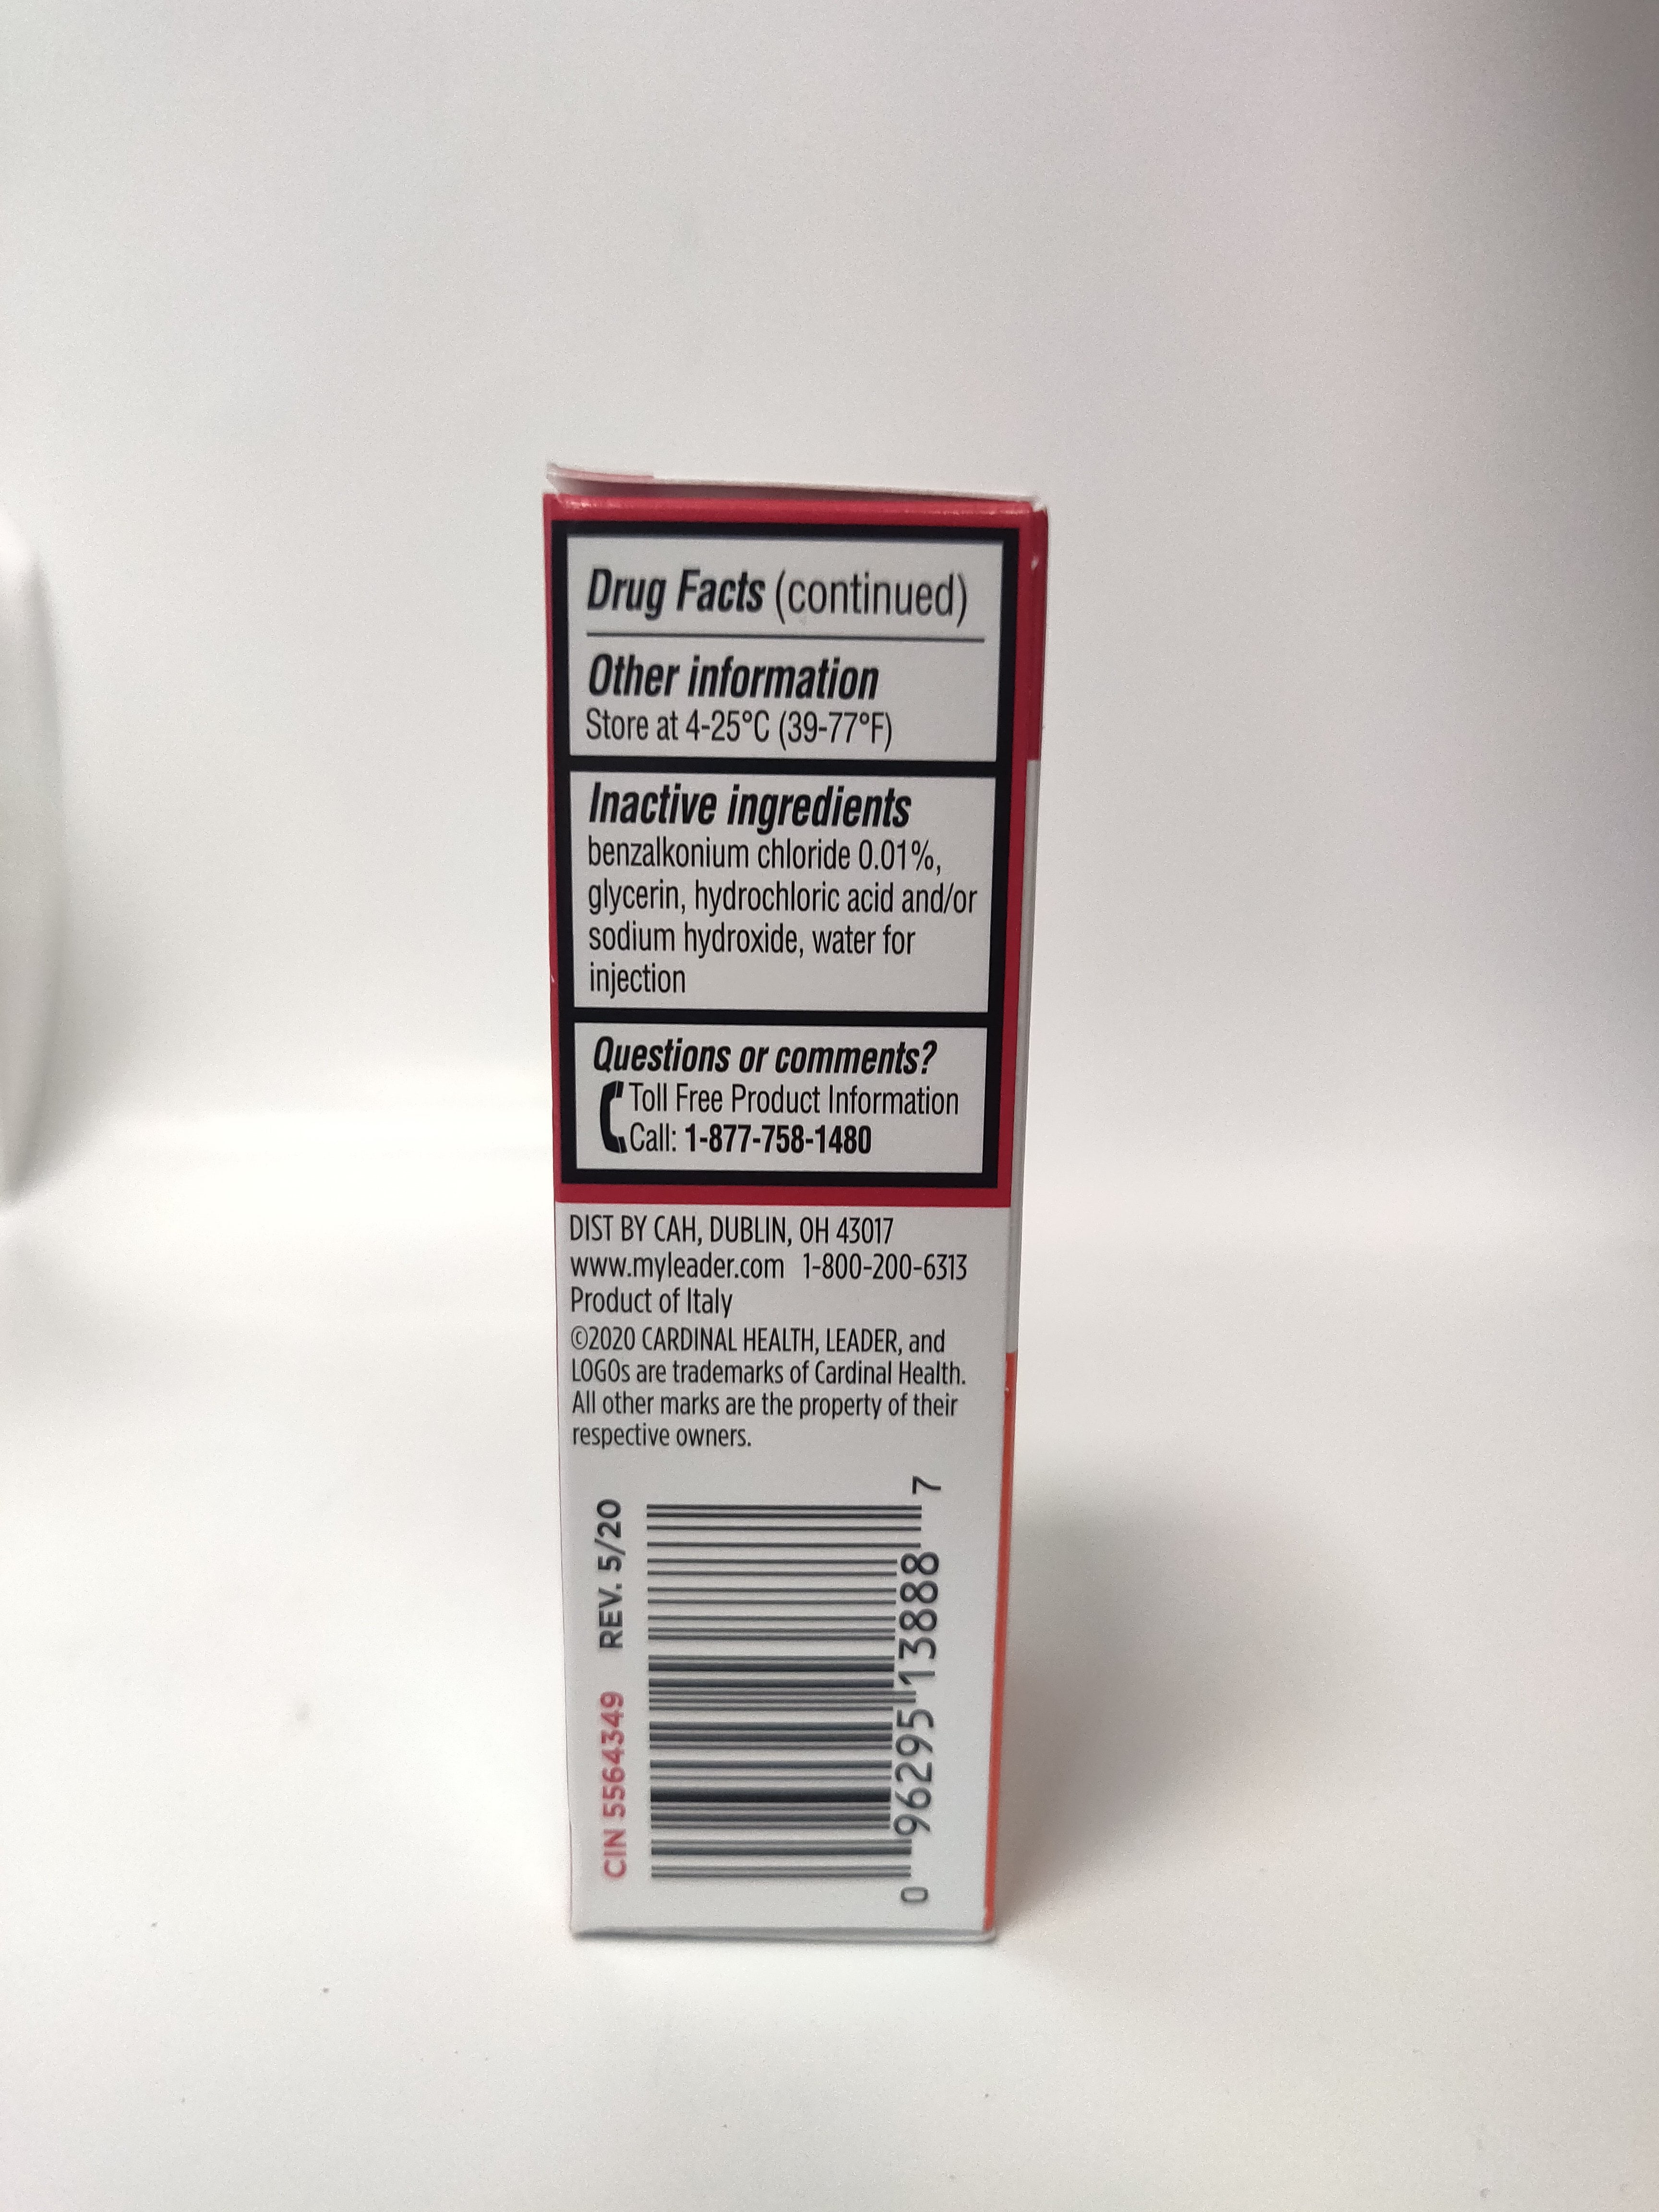 Drug Facts (continued)
Other information
Store at 4-25°C (39-77°F)
Inactive ingredients
benzalkonium chloride 0.01%,
glycerin, hydrochloric acid and/or
sodium hydroxide, water for
injection
Questions or comments?
Toll Free Product Information
Call: 1-877-758-1480
DIST BY CAH, DUBLIN, OH 43017
www.myleader.com 1-800-200-6313
Product of Italy
©2020 CARDINAL HEALTH, LEADER, and
LOGOs are trademarks of Cardinal Health.
All other marks are the property of their
respective owners.
CIN 5564349 REV. 5/20
0 96295 13888 7